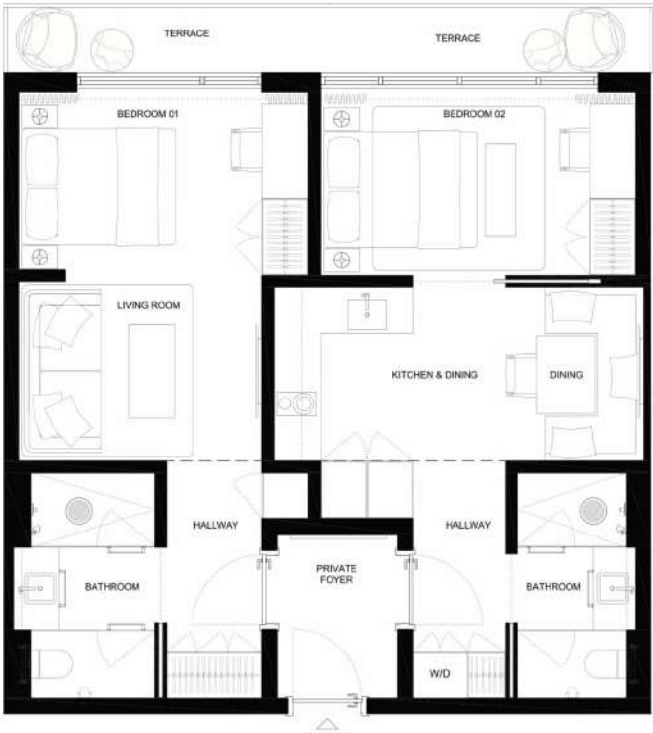 TERRACE
TERRACE
BEDROOM 01
BEDROOM 02
LIVING ROOM
KITCHEN & DINING
DINING
HALLWAY
HALLWAY
PRIVATE
FOYER
BATHROOM
BATHROOM
W/D